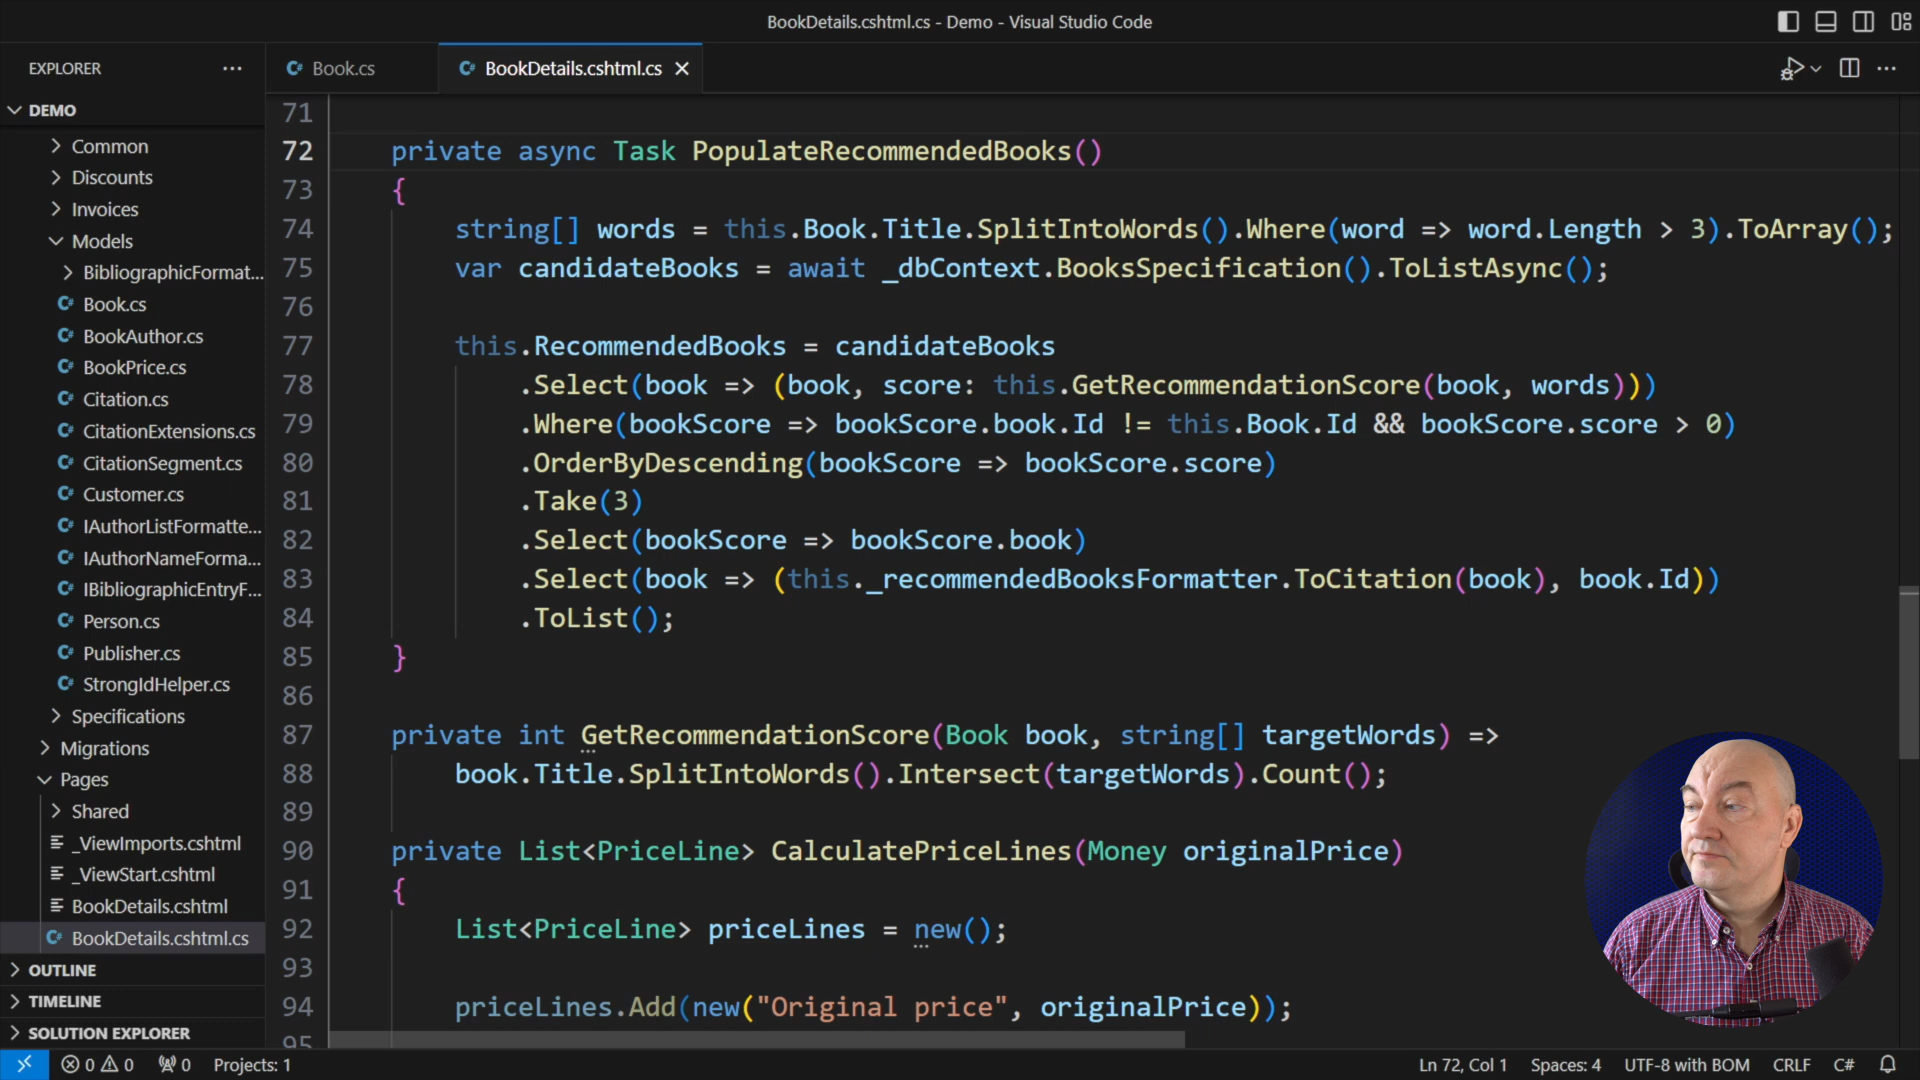 BookDetails.cshtml.cs - Demo - Visual Studio Code
EXPLORER
Book.cs
BookDetails.cshtml.cs
DEMO
Common
Discounts
Invoices
Models
BibliographicFormat...
Book.cs
BookAuthor.cs
BookPrice.cs
Citation.cs
CitationExtensions.cs
CitationSegment.cs
Customer.cs
IAuthorListFormatte...
IAuthorNameForma...
IBibliographicEntryF...
Person.cs
Publisher.cs
StrongIdHelper.cs
Specifications
Migrations
Pages
Shared
_ViewImports.cshtml
_ViewStart.cshtml
BookDetails.cshtml
BookDetails.cshtml.cs
OUTLINE
TIMELINE
SOLUTION EXPLORER
71
72 private async Task PopulateRecommendedBooks()
73 {
74 string[] words = this.Book.Title.SplitIntoWords().Where(word => word.Length > 3).ToArray();
75 var candidateBooks = await _dbContext.BooksSpecification().ToListAsync();
76
77 this.RecommendedBooks = candidateBooks
78 .Select(book => (book, score: this.GetRecommendationScore(book, words)))
79 .Where(bookScore => bookScore.book.Id != this.Book.Id && bookScore.score > 0)
80 .OrderByDescending(bookScore => bookScore.score)
81 .Take(3)
82 .Select(bookScore => bookScore.book)
83 .Select(book => (this._recommendedBooksFormatter.ToCitation(book), book.Id))
84 .ToList();
85 }
86
87 private int GetRecommendationScore(Book book, string[] targetWords) =>
88 book.Title.SplitIntoWords().Intersect(targetWords).Count();
89
90 private List<PriceLine> CalculatePriceLines(Money originalPrice)
91 {
92 List<PriceLine> priceLines = new();
93
94 priceLines.Add(new("Original price", originalPrice));
95
0 0 0 Projects: 1
Ln 72, Col 1 Spaces: 4 UTF-8 with BOM CRLF C#